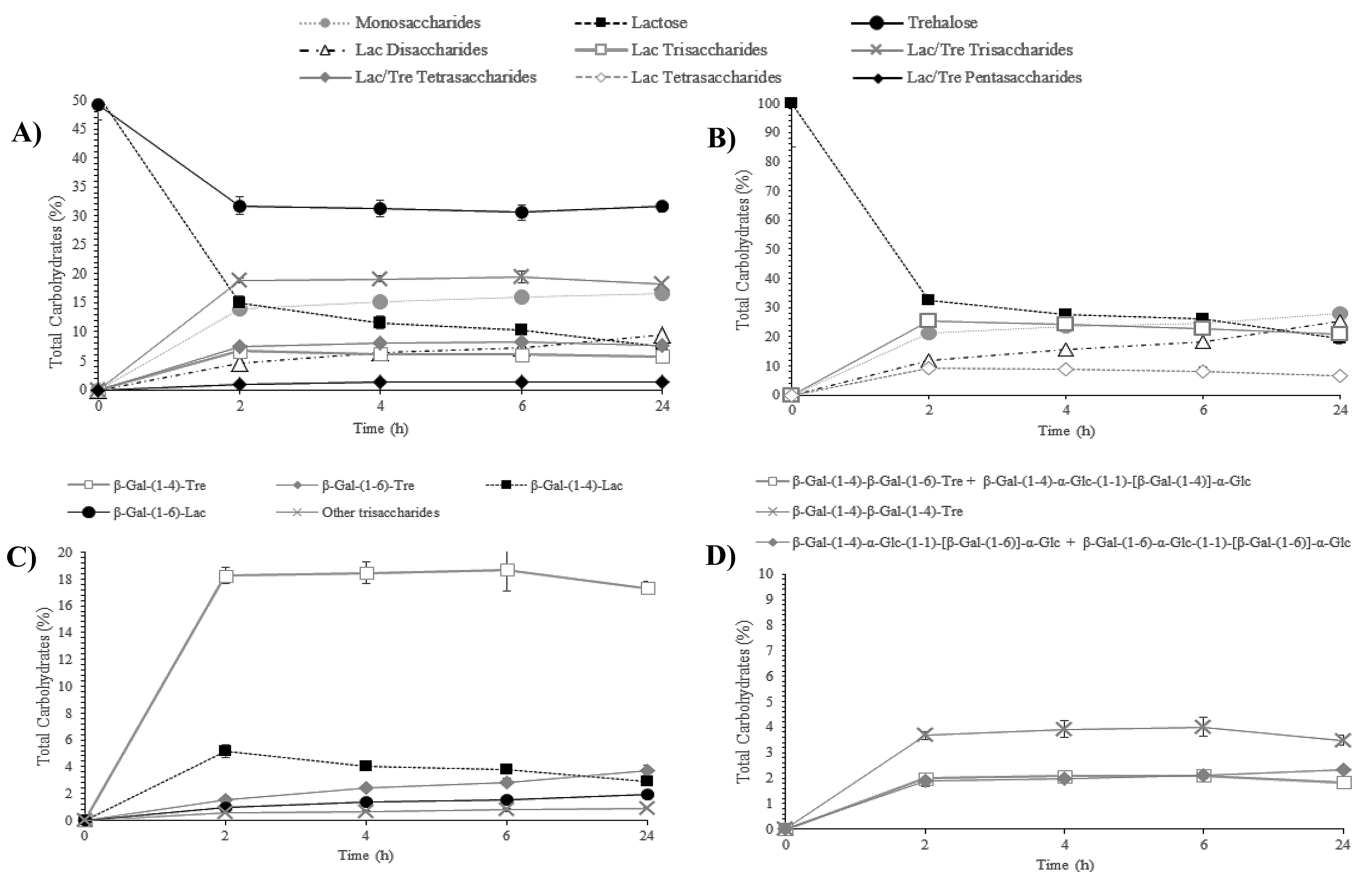 Monosaccharides Lactose Trehalose
Lac Disaccharides Lac Trisaccharides Lac/Tre Trisaccharides
Lac/Tre Tetrasaccharides Lac Tetrasaccharides Lac/Tre Pentasaccharides
A)
Total Carbohydrates (%)
50
45
40
35
30
25
20
15
10
5
0
0 2 4 6 24
Time (h)
B)
Total Carbohydrates (%)
100
90
80
70
60
50
40
30
20
10
0
0 2 4 6 24
Time (h)
β-Gal-(1-4)-Tre β-Gal-(1-6)-Tre β-Gal-(1-4)-Lac
β-Gal-(1-6)-Lac Other trisaccharides
C)
Total Carbohydrates (%)
20
18
16
14
12
10
8
6
4
2
0
0 2 4 6 24
Time (h)
β-Gal-(1-4)-β-Gal-(1-6)-Tre + β-Gal-(1-4)-α-Glc-(1-1)-[β-Gal-(1-4)]-α-Glc
β-Gal-(1-4)-β-Gal-(1-4)-Tre
β-Gal-(1-4)-α-Glc-(1-1)-[β-Gal-(1-6)]-α-Glc + β-Gal-(1-6)-α-Glc-(1-1)-[β-Gal-(1-6)]-α-Glc
D)
Total Carbohydrates (%)
10
9
8
7
6
5
4
3
2
1
0
0 2 4 6 24
Time (h)